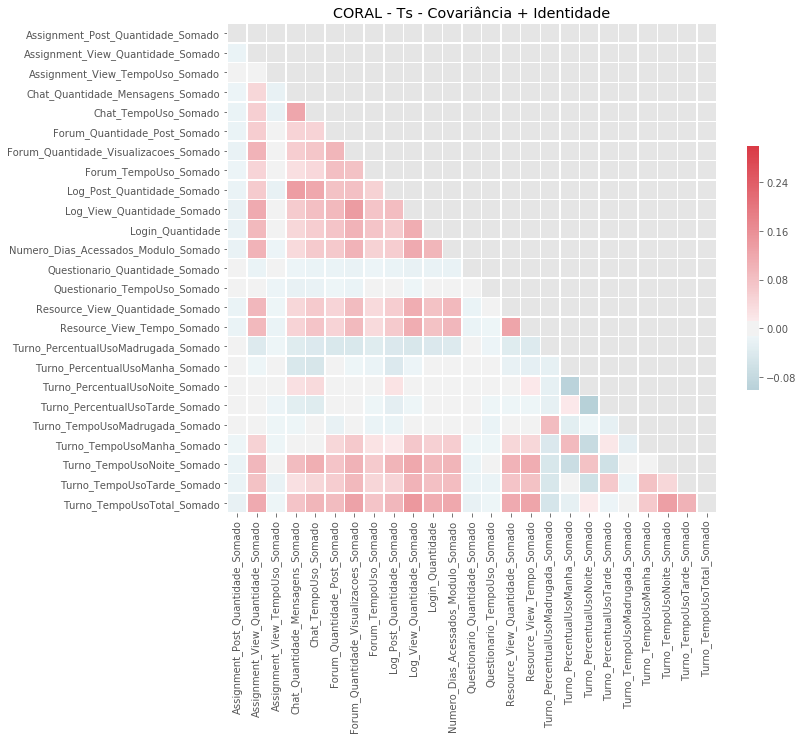 CORAL - Ts - Covariância + Identidade
Assignment_Post_Quantidade_Somado
Assignment_View_Quantidade_Somado
Assignment_View_TempoUso_Somado
Chat_Quantidade_Mensagens_Somado
Chat_TempoUso_Somado
Forum_Quantidade_Post_Somado
Forum_Quantidade_Visualizacoes_Somado
Forum_TempoUso_Somado
Log_Post_Quantidade_Somado
Log_View_Quantidade_Somado
Login_Quantidade
Numero_Dias_Acessados_Modulo_Somado
Questionario_Quantidade_Somado
Questionario_TempoUso_Somado
Resource_View_Quantidade_Somado
Resource_View_Tempo_Somado
Turno_PercentualUsoMadrugada_Somado
Turno_PercentualUsoManha_Somado
Turno_PercentualUsoNoite_Somado
Turno_PercentualUsoTarde_Somado
Turno_TempoUsoMadrugada_Somado
Turno_TempoUsoManha_Somado
Turno_TempoUsoNoite_Somado
Turno_TempoUsoTarde_Somado
Turno_TempoUsoTotal_Somado
0.24
0.16
0.08
0.00
−0.08
Assignment_Post_Quantidade_Somado
Assignment_View_Quantidade_Somado
Assignment_View_TempoUso_Somado
Chat_Quantidade_Mensagens_Somado
Chat_TempoUso_Somado
Forum_Quantidade_Post_Somado
Forum_Quantidade_Visualizacoes_Somado
Forum_TempoUso_Somado
Log_Post_Quantidade_Somado
Log_View_Quantidade_Somado
Login_Quantidade
Numero_Dias_Acessados_Modulo_Somado
Questionario_Quantidade_Somado
Questionario_TempoUso_Somado
Resource_View_Quantidade_Somado
Resource_View_Tempo_Somado
Turno_PercentualUsoMadrugada_Somado
Turno_PercentualUsoManha_Somado
Turno_PercentualUsoNoite_Somado
Turno_PercentualUsoTarde_Somado
Turno_TempoUsoMadrugada_Somado
Turno_TempoUsoManha_Somado
Turno_TempoUsoNoite_Somado
Turno_TempoUsoTarde_Somado
Turno_TempoUsoTotal_Somado